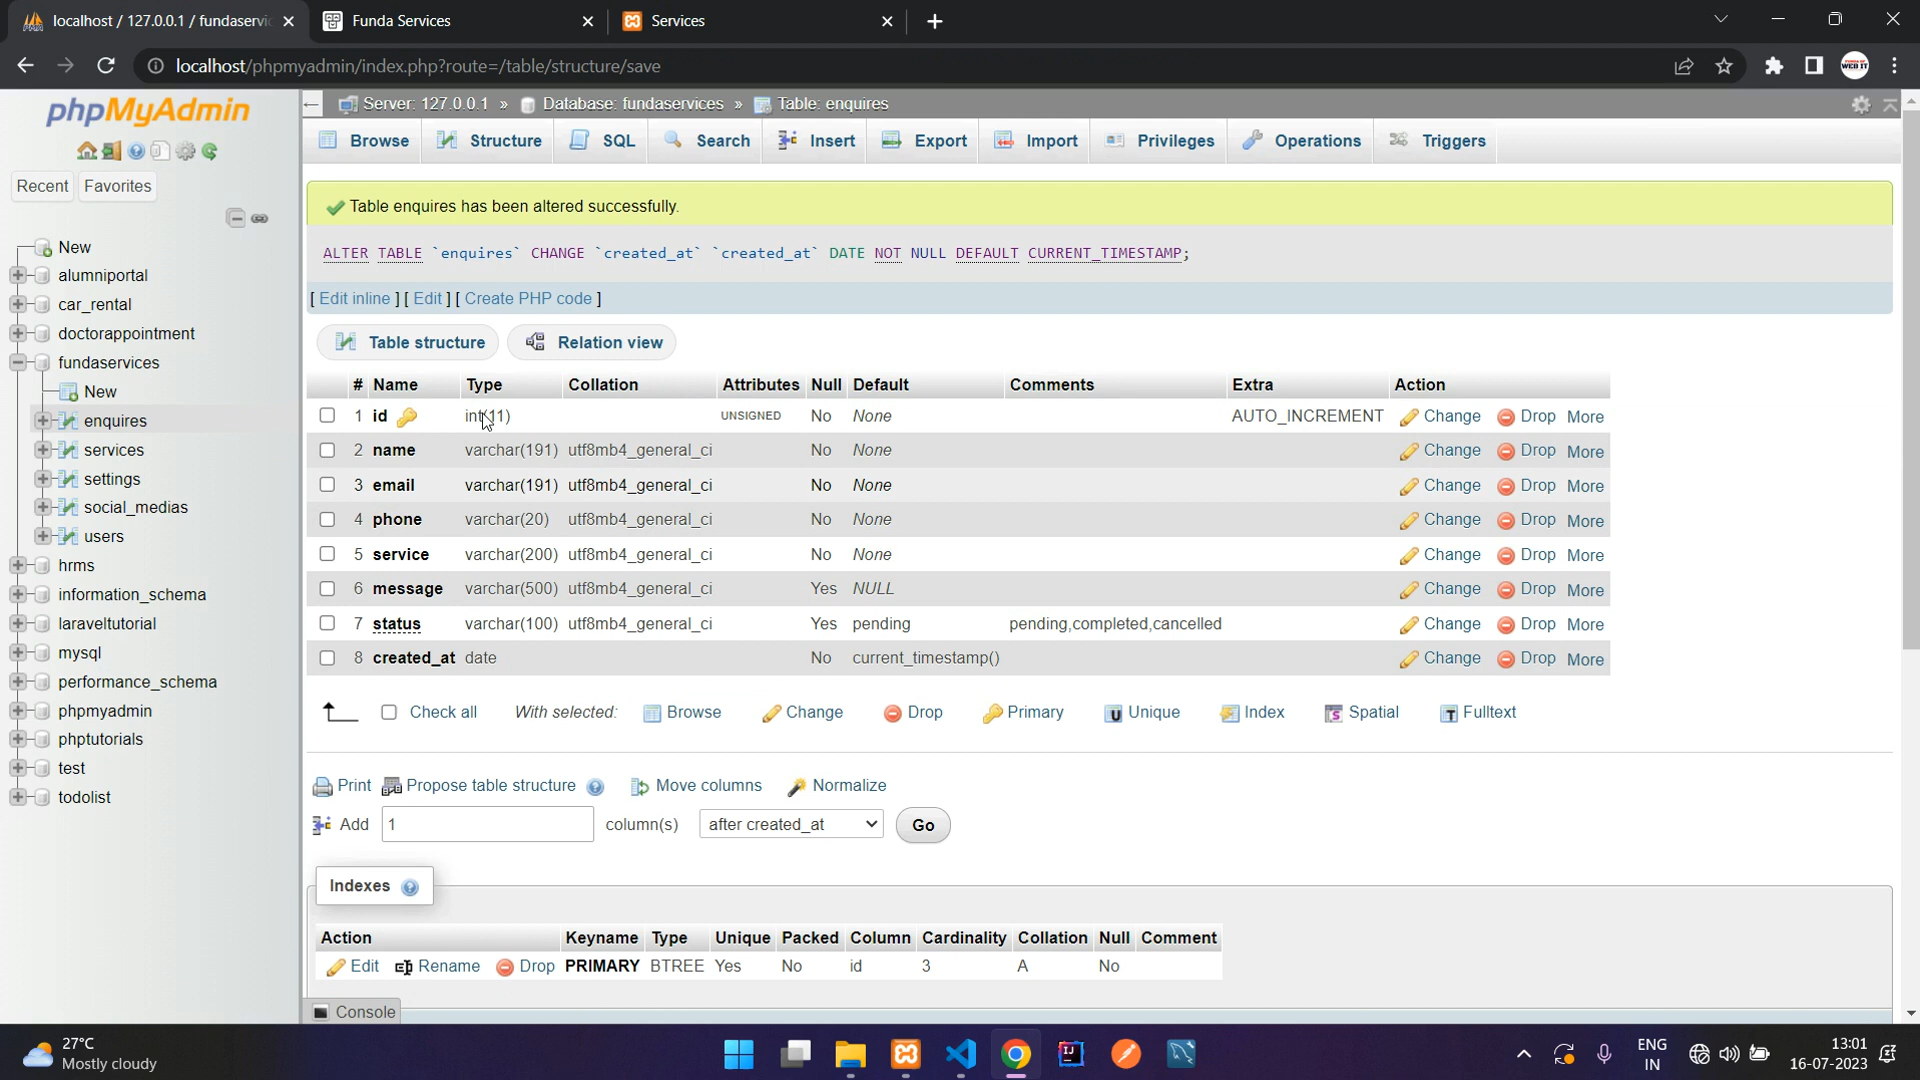 localhost / 127.0.0.1 / fundaservi
Funda Services
Services
localhost/phpmyadmin/index.php?route=/table/structure/save
phpMyAdmin
Recent Favorites
New
alumniportal
car_rental
doctorappointment
fundaservices
New
enquires
services
settings
social_medias
users
hrms
information_schema
laraveltutorial
mysql
performance_schema
phpmyadmin
phptutorials
test
todolist
Server: 127.0.0.1 » Database: fundaservices » Table: enquires
Browse Structure SQL Search Insert Export Import Privileges Operations Triggers
Table enquires has been altered successfully.
ALTER TABLE `enquires` CHANGE `created_at` `created_at` DATE NOT NULL DEFAULT CURRENT_TIMESTAMP;
[ Edit inline ] [ Edit ] [ Create PHP code ]
Table structure Relation view
# Name Type Collation Attributes Null Default Comments Extra Action
1 id int(11) UNSIGNED No None AUTO_INCREMENT Change Drop More
2 name varchar(191) utf8mb4_general_ci No None Change Drop More
3 email varchar(191) utf8mb4_general_ci No None Change Drop More
4 phone varchar(20) utf8mb4_general_ci No None Change Drop More
5 service varchar(200) utf8mb4_general_ci No None Change Drop More
6 message varchar(500) utf8mb4_general_ci Yes NULL Change Drop More
7 status varchar(100) utf8mb4_general_ci Yes pending pending,completed,cancelled Change Drop More
8 created_at date No current_timestamp() Change Drop More
Check all With selected: Browse Change Drop Primary Unique Index Spatial Fulltext
Print Propose table structure Move columns Normalize
Add 1 column(s) after created_at Go
Indexes
Action Keyname Type Unique Packed Column Cardinality Collation Null Comment
Edit Rename Drop PRIMARY BTREE Yes No id 3 A No
Console
27°C
Mostly cloudy
ENG
IN
13:01
16-07-2023